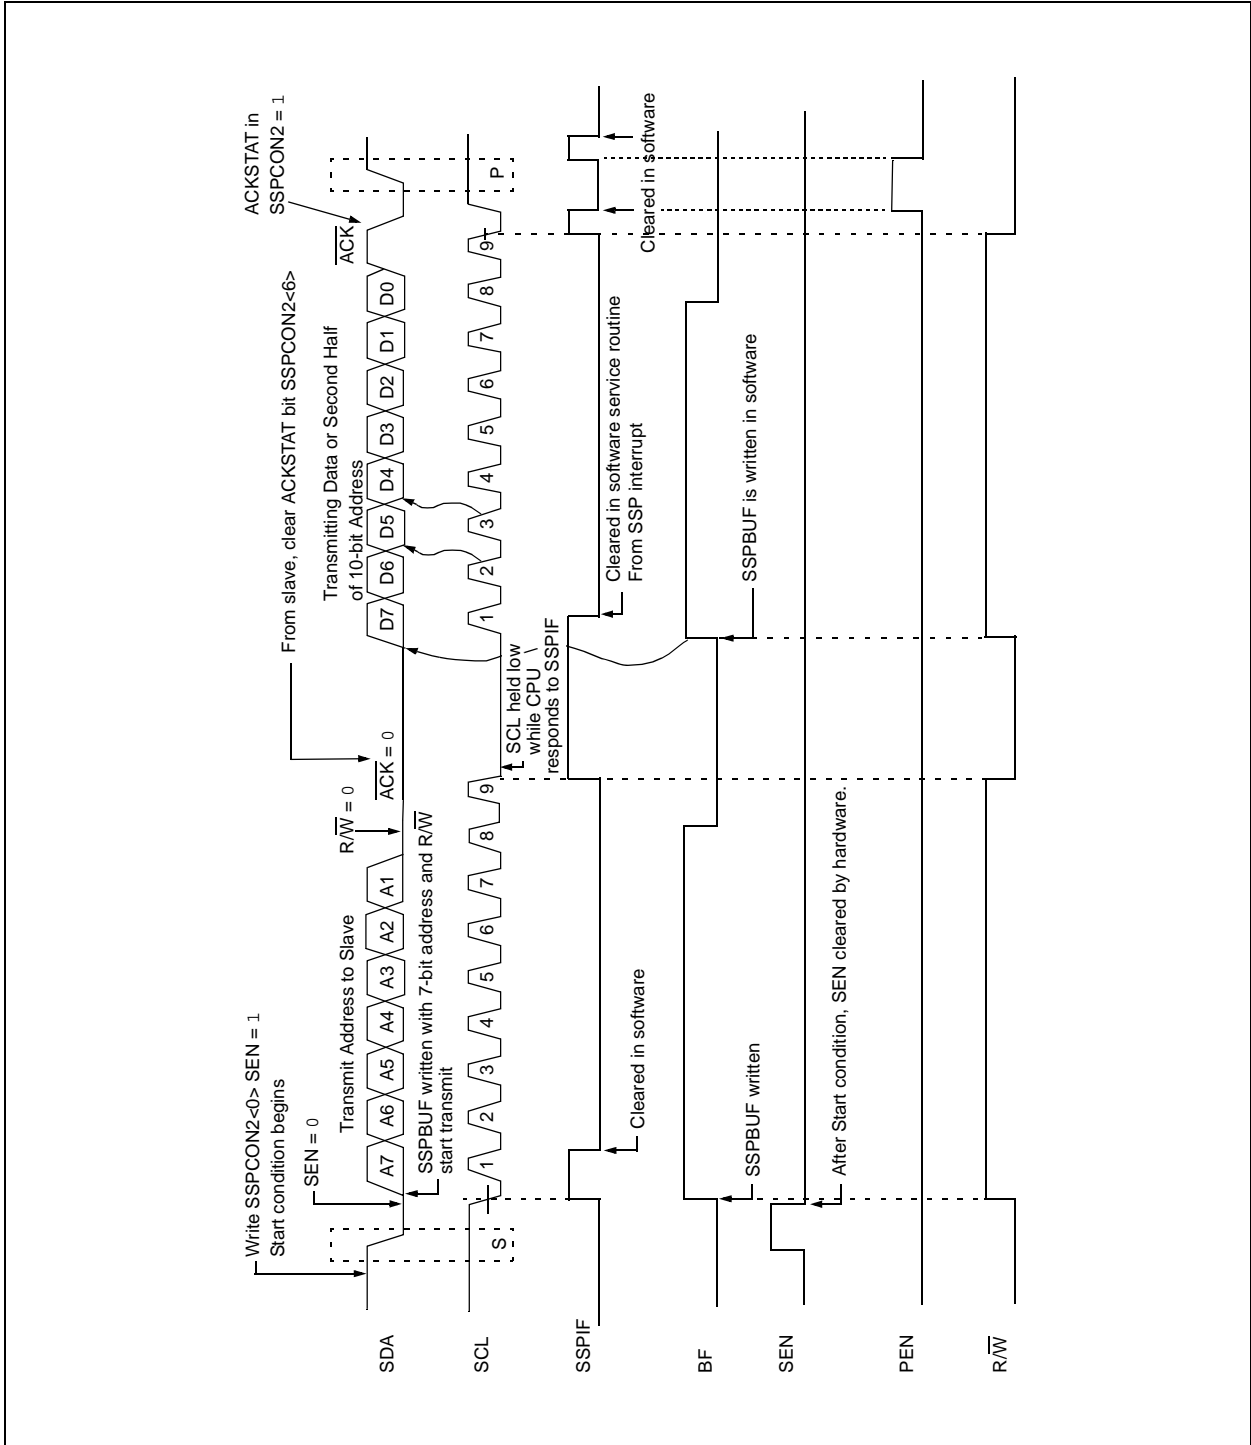 Write SSPCON2<0> SEN = 1
Start condition begins
SEN = 0
Transmit Address to Slave
R/W = 0
From slave, clear ACKSTAT bit SSPCON2<6>
ACK = 0
Transmitting Data or Second Half
of 10-bit Address
ACKSTAT in
SSPCON2 = 1
ACK
SDA
A7 A6 A5 A4 A3 A2 A1
D7 D6 D5 D4 D3 D2 D1 D0
SSPBUF written with 7-bit address and R/W
start transmit
SCL
S
1 2 3 4 5 6 7 8 9
1 2 3 4 5 6 7 8 9
P
SCL held low
while CPU
responds to SSPIF
SSPIF
Cleared in software
Cleared in software service routine
From SSP interrupt
Cleared in software
BF
SSPBUF written
SSPBUF is written in software
SEN
After Start condition, SEN cleared by hardware.
PEN
R/W